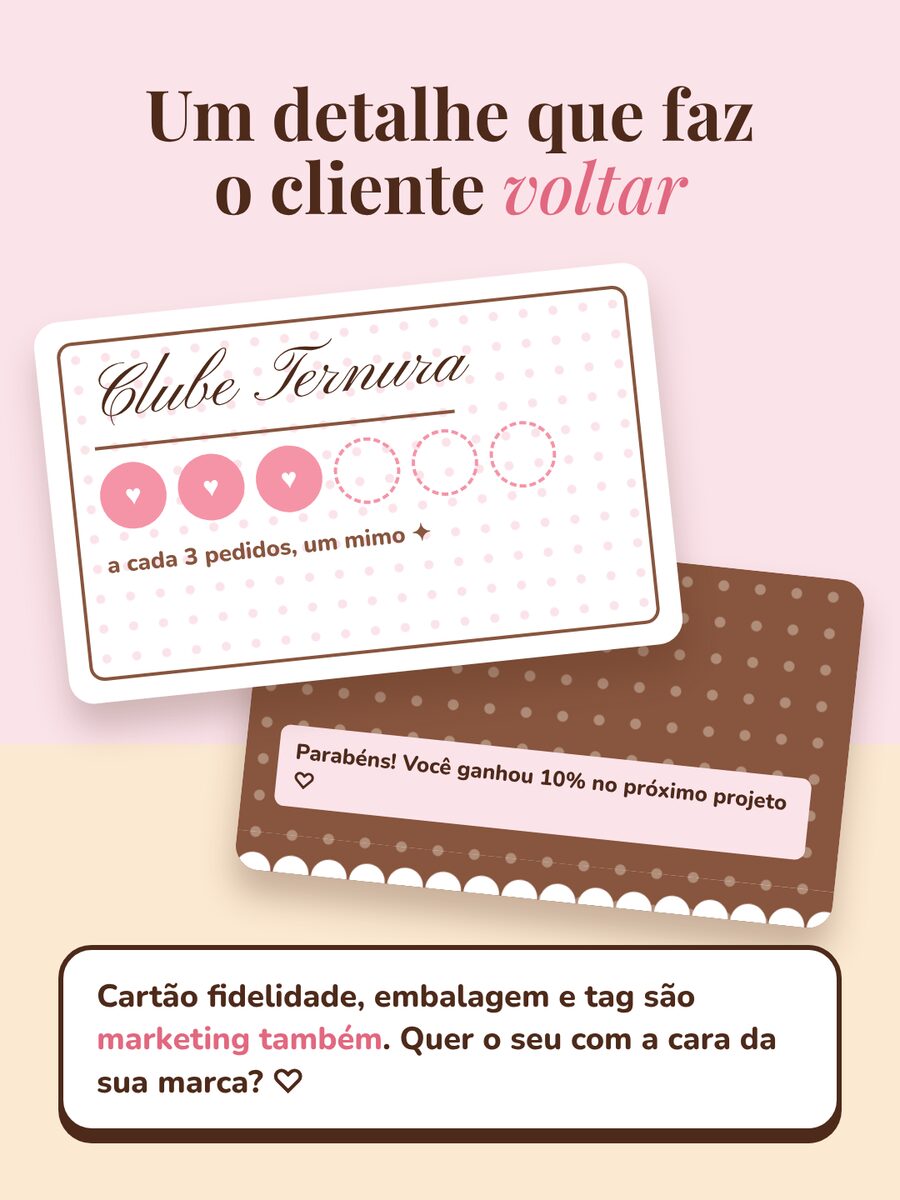 Um detalhe que faz
o cliente voltar
Clube Ternura
a cada 3 pedidos, um mimo ✦
Parabéns! Você ganhou 10% no próximo projeto
♡
Cartão fidelidade, embalagem e tag são
marketing também. Quer o seu com a cara da
sua marca? ♡